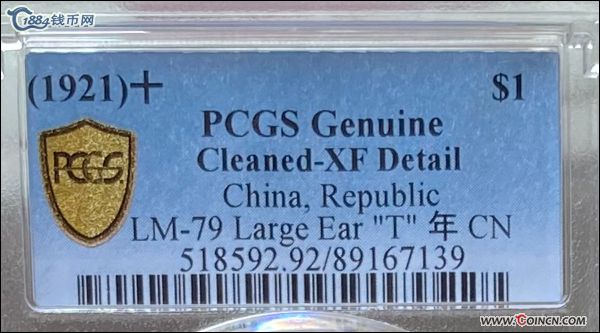 1884钱币网
(1921)十 $1
PCGS Genuine
PCGS
Cleaned-XF Detail
China, Republic
LM-79 Large Ear "T" 年 CN
518592.92/89167139
WWW.COINCN.COM